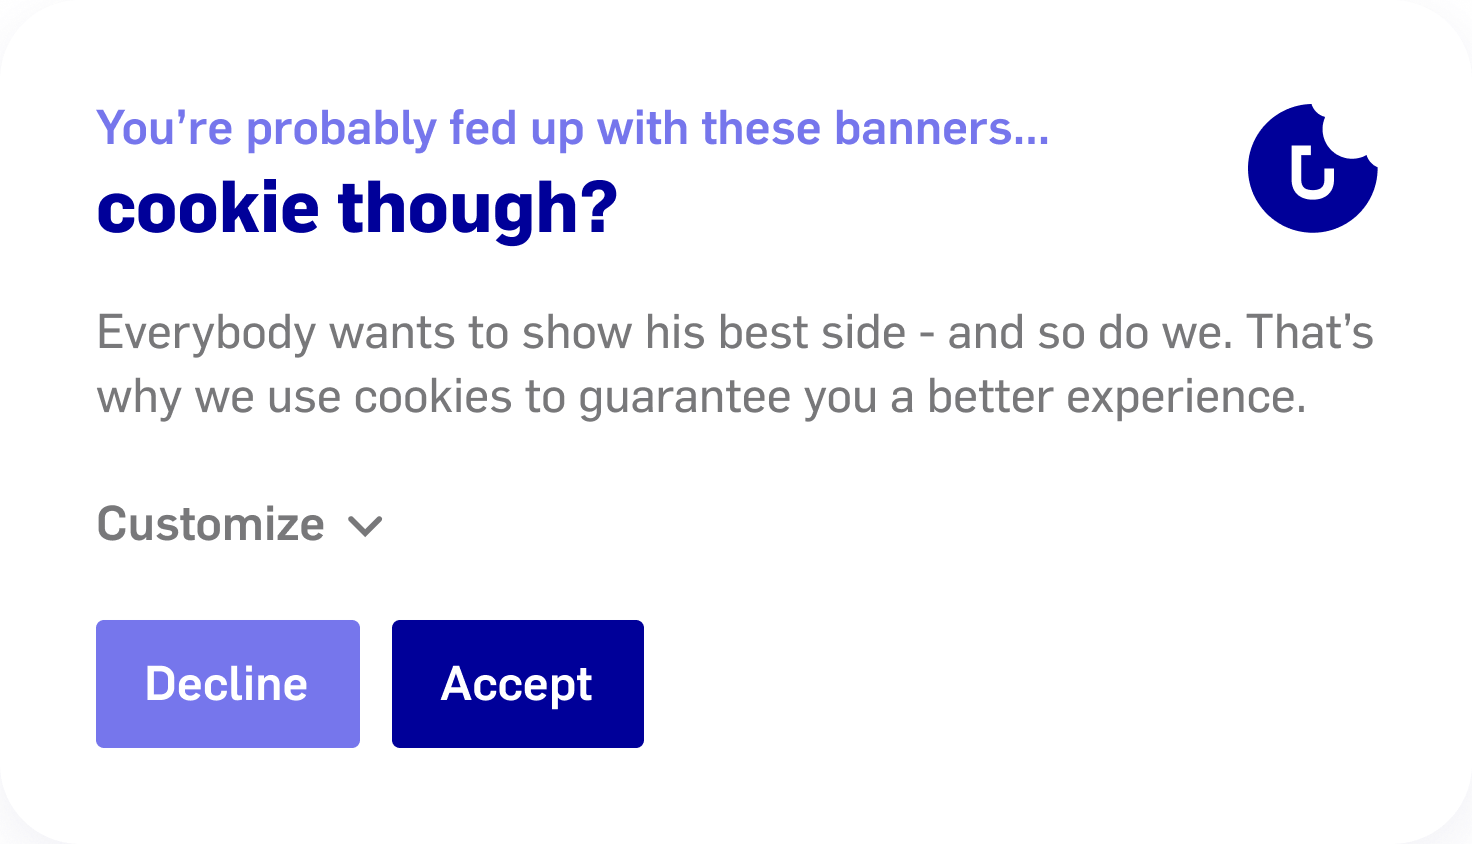 You’re probably fed up with these banners...
cookie though?
Everybody wants to show his best side - and so do we. That’s
why we use cookies to guarantee you a better experience.
Customize
Decline
Accept